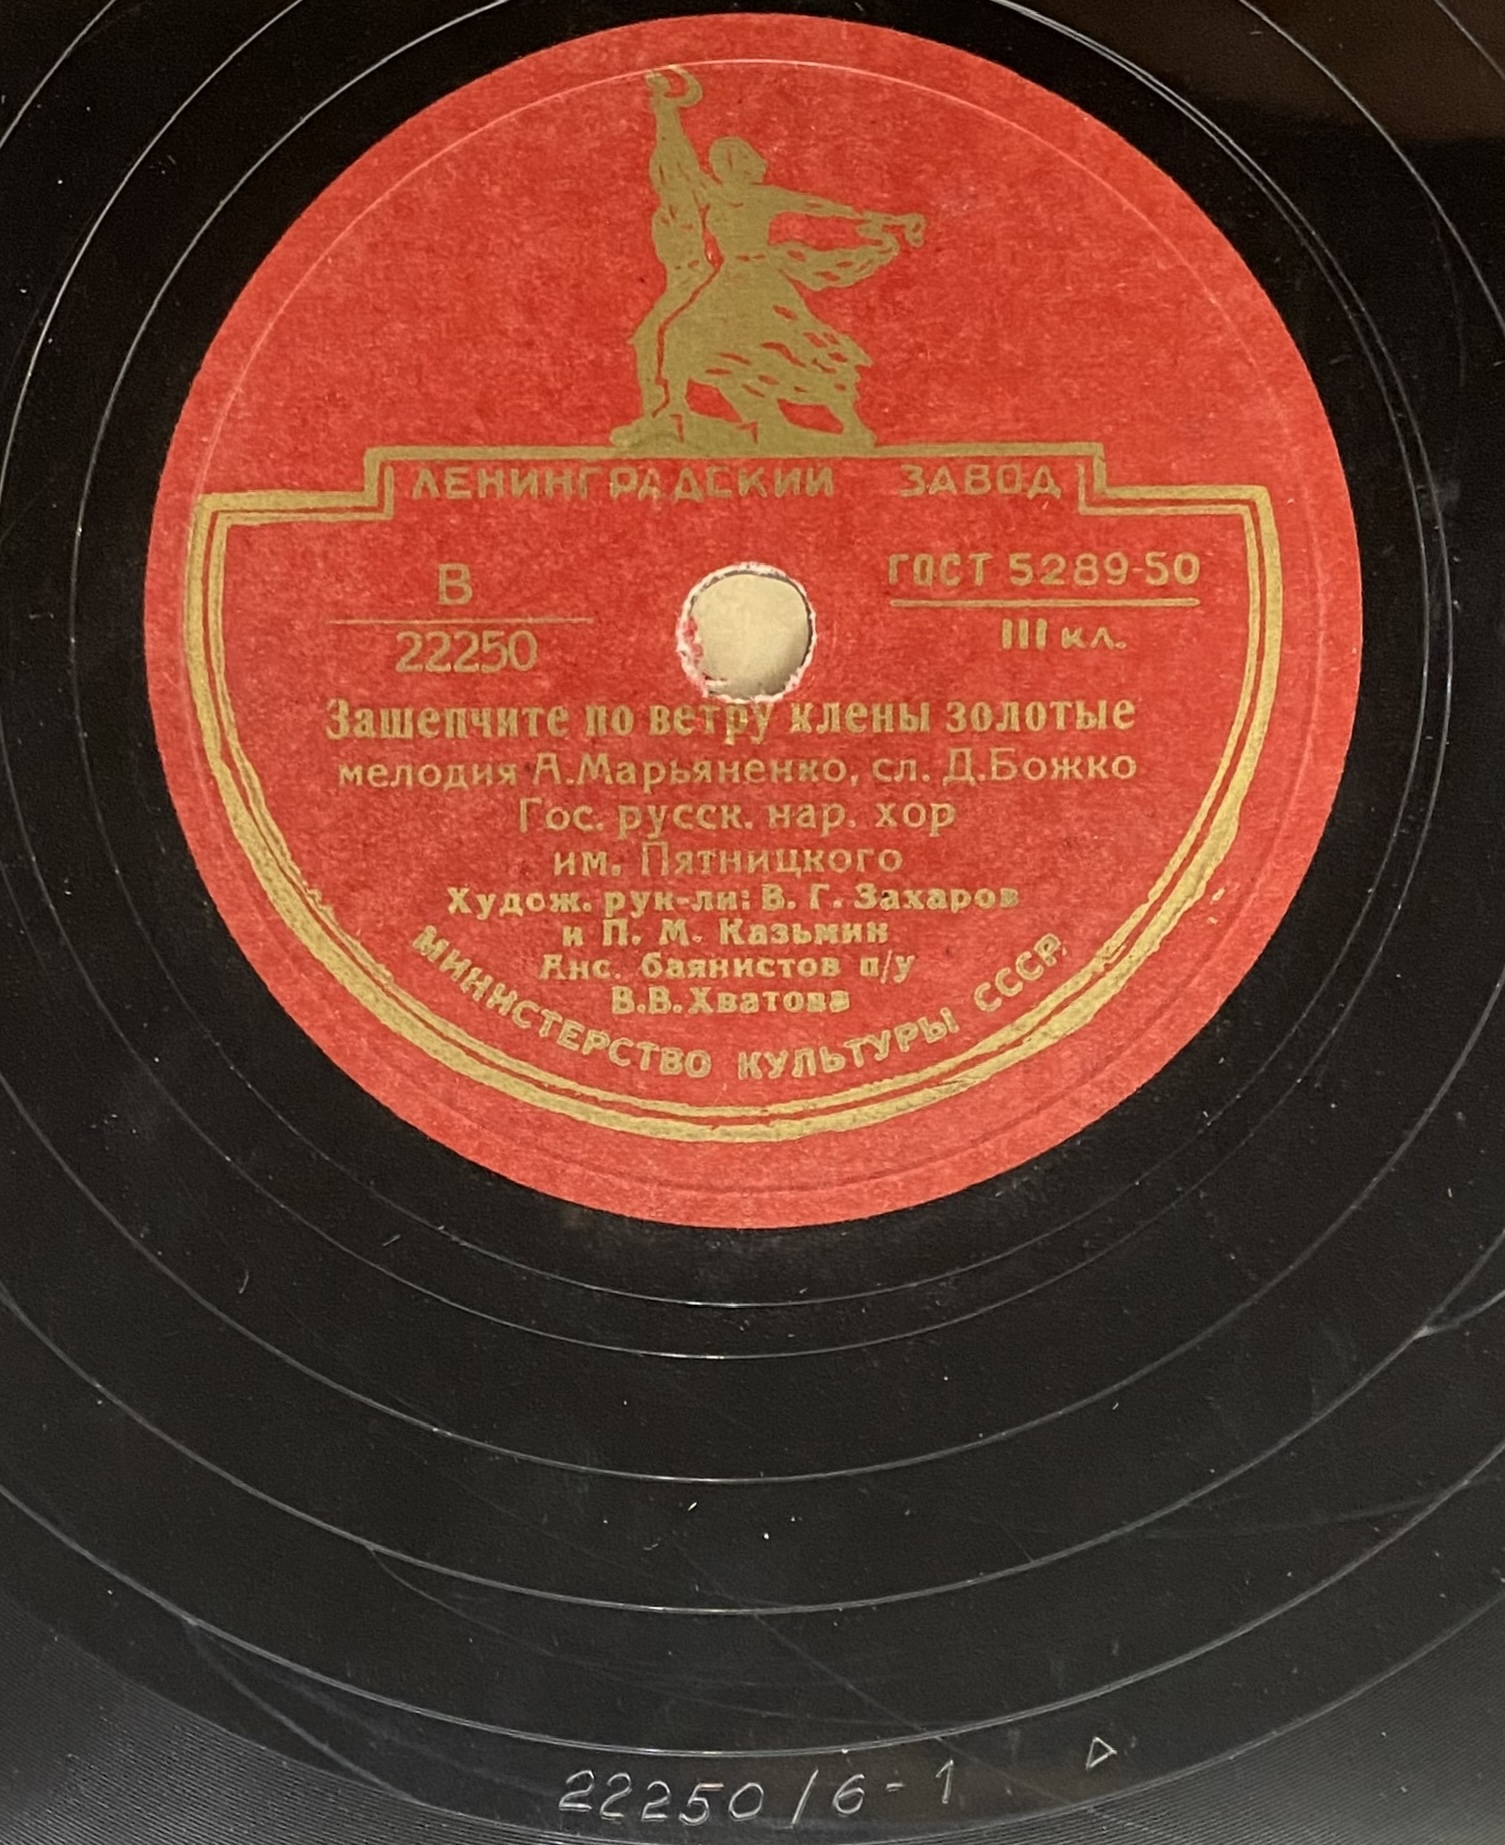 ЛЕНИНГРАДСКИЙ ЗАВОД
В
22250
ГОСТ 5289-50
III кл.
Зашепчите по ветру клены золотые
мелодия А.Марьяненко, сл. Д.Божко
Гос. русск. нар. хор
им. Пятницкого
Худож. рук-ли: В. Г. Захаров
и П. М. Казьмин
Анс. баянистов п/у
В.В.Хватова
МИНИСТЕРСТВО КУЛЬТУРЫ СССР
22250/6-1